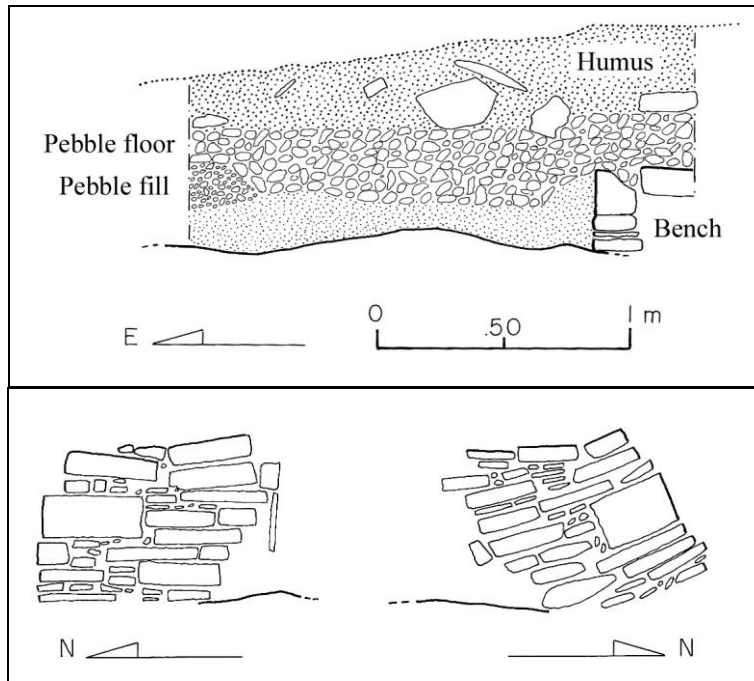 Humus
Pebble floor
Pebble fill
Bench
E
0 .50 1 m
N
N